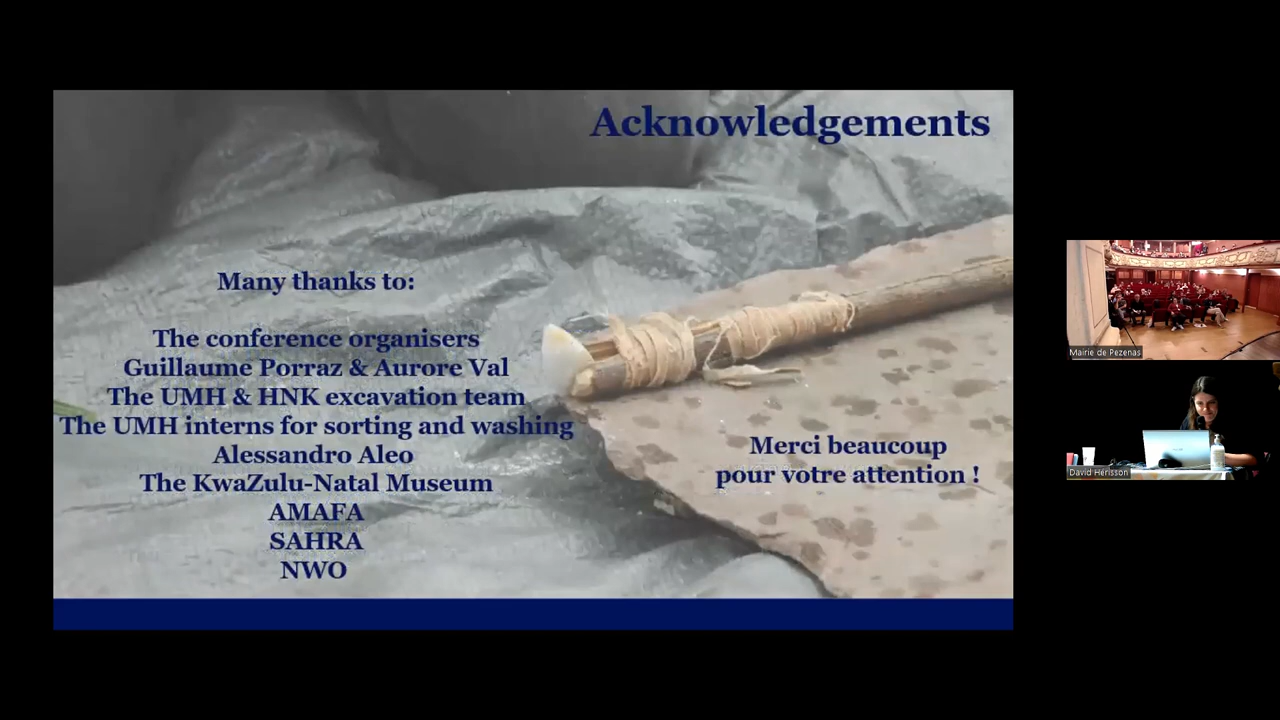 Acknowledgements
Many thanks to:
The conference organisers
Guillaume Porraz & Aurore Val
The UMH & HNK excavation team
The UMH interns for sorting and washing
Alessandro Aleo
The KwaZulu-Natal Museum
AMAFA
SAHRA
NWO
Merci beaucoup
pour votre attention !
Mairie de Pezenas
David Hérisson